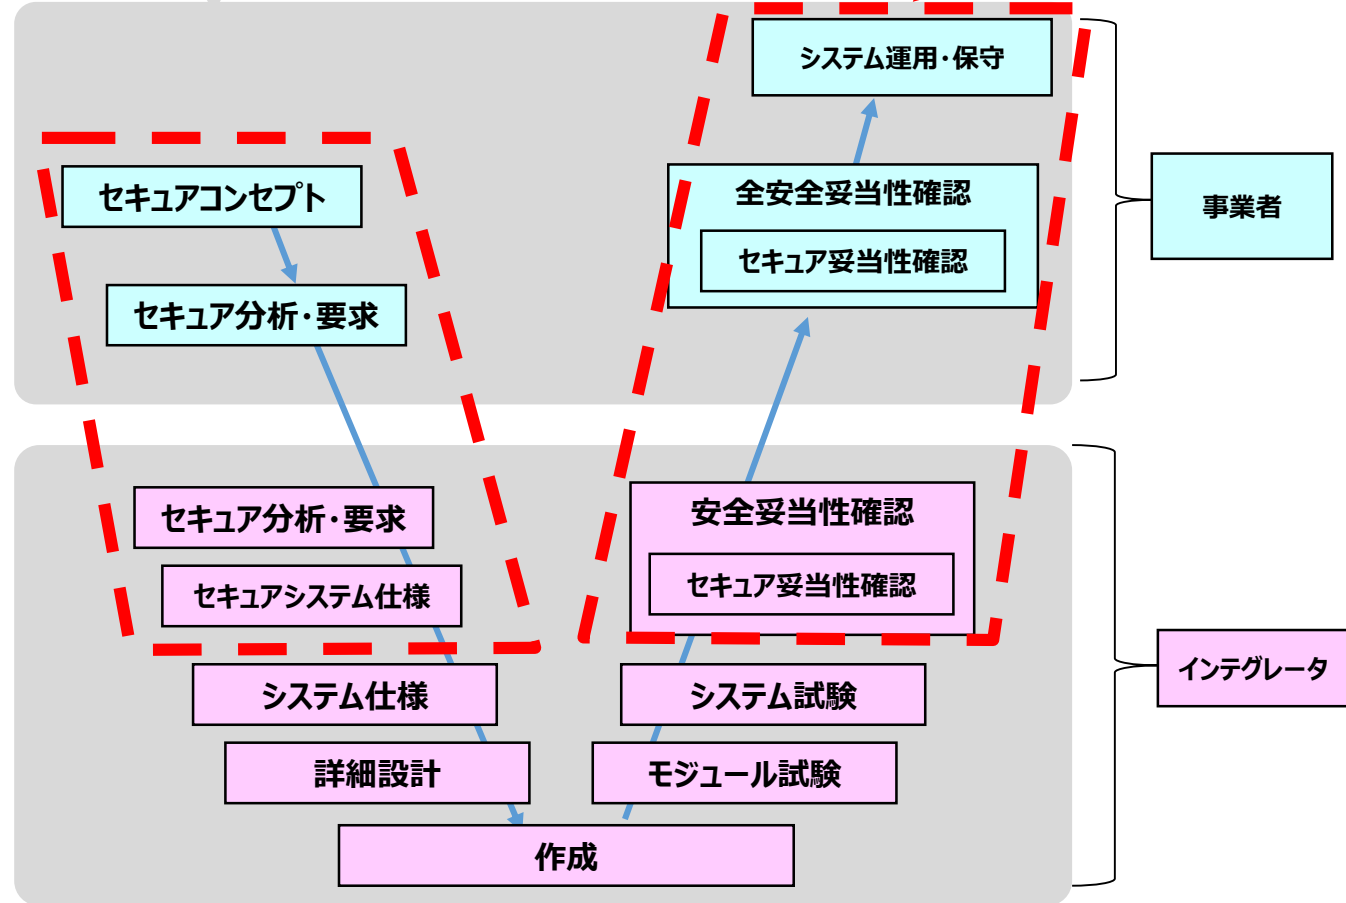 システム運用・保守
セキュアコンセプト
全安全妥当性確認
事業者
セキュア妥当性確認
セキュア分析・要求
セキュア分析・要求
安全妥当性確認
セキュアシステム仕様
セキュア妥当性確認
インテグレータ
システム仕様
システム試験
詳細設計
モジュール試験
作成